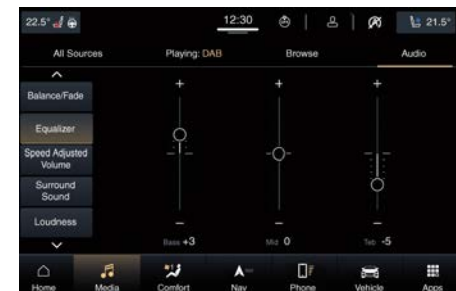 22.5°
12:30
21.5°
All Sources
Playing: DAB
Browse
Audio
Balance/Fade
Equalizer
Speed Adjusted
Volume
Surround
Sound
Loudness
+ + +
− − −
Bass +3
Mid 0
-5
Home
Media
Comfort
Nav
Phone
Vehicle
Apps